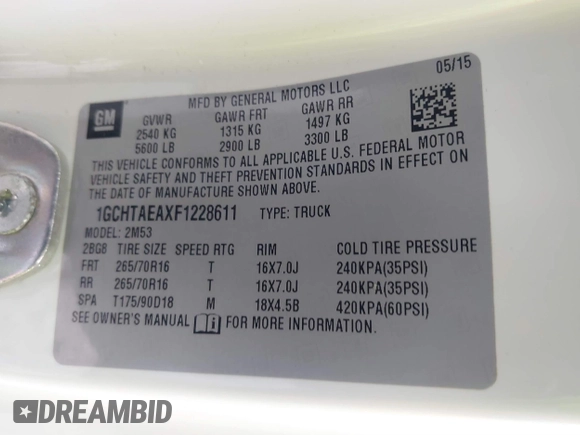 05/15
MFD BY GENERAL MOTORS LLC
GM
GVWR GAWR FRT GAWR RR
2540 KG 1315 KG 1497 KG
5600 LB 2900 LB 3300 LB
THIS VEHICLE CONFORMS TO ALL APPLICABLE U.S. FEDERAL MOTOR
VEHICLE SAFETY AND THEFT PREVENTION STANDARDS IN EFFECT ON
THE DATE OF MANUFACTURE SHOWN ABOVE.
1GCHTAEAXF1228611 TYPE: TRUCK
MODEL: 2M53
2BG8 TIRE SIZE SPEED RTG RIM COLD TIRE PRESSURE
FRT 265/70R16 T 16X7.0J 240KPA(35PSI)
RR 265/70R16 T 16X7.0J 240KPA(35PSI)
SPA T175/90D18 M 18X4.5B 420KPA(60PSI)
SEE OWNER'S MANUAL FOR MORE INFORMATION.
DREAMBID